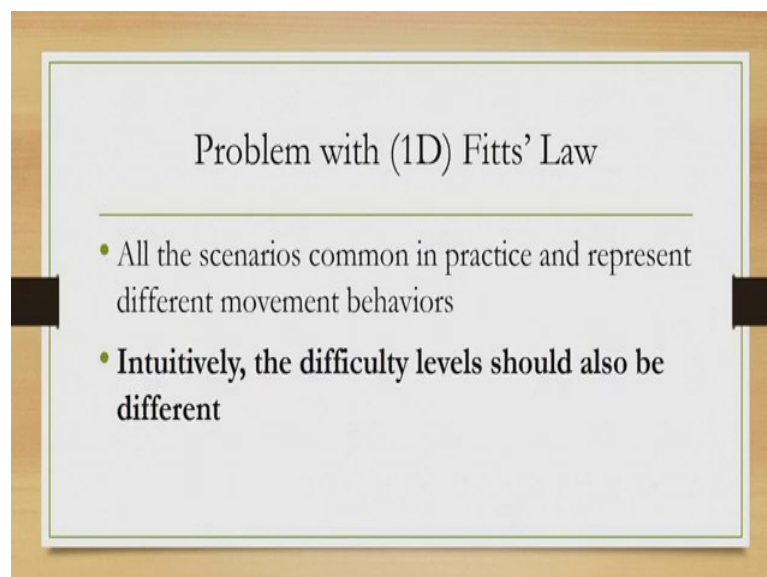 Problem with (1D) Fitts’ Law
• All the scenarios common in practice and represent
different movement behaviors
• Intuitively, the difficulty levels should also be
different